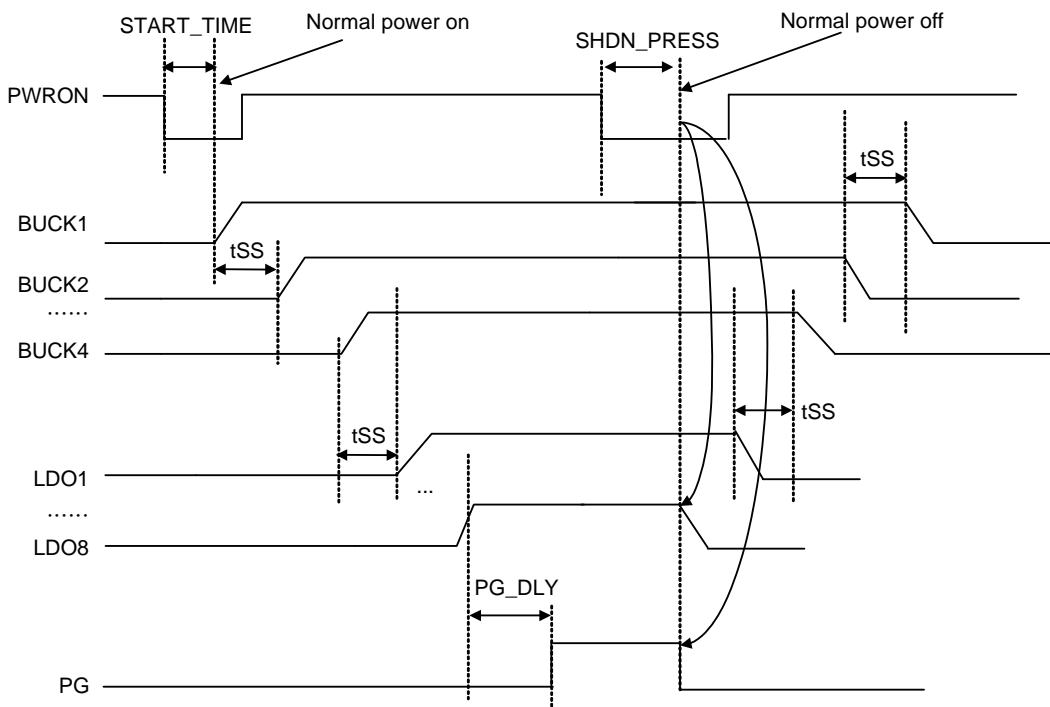 START_TIME
Normal power on
SHDN_PRESS
Normal power off
PWRON
tSS
BUCK1
tSS
BUCK2
......
BUCK4
tSS
tSS
LDO1
...
......
LDO8
PG_DLY
PG